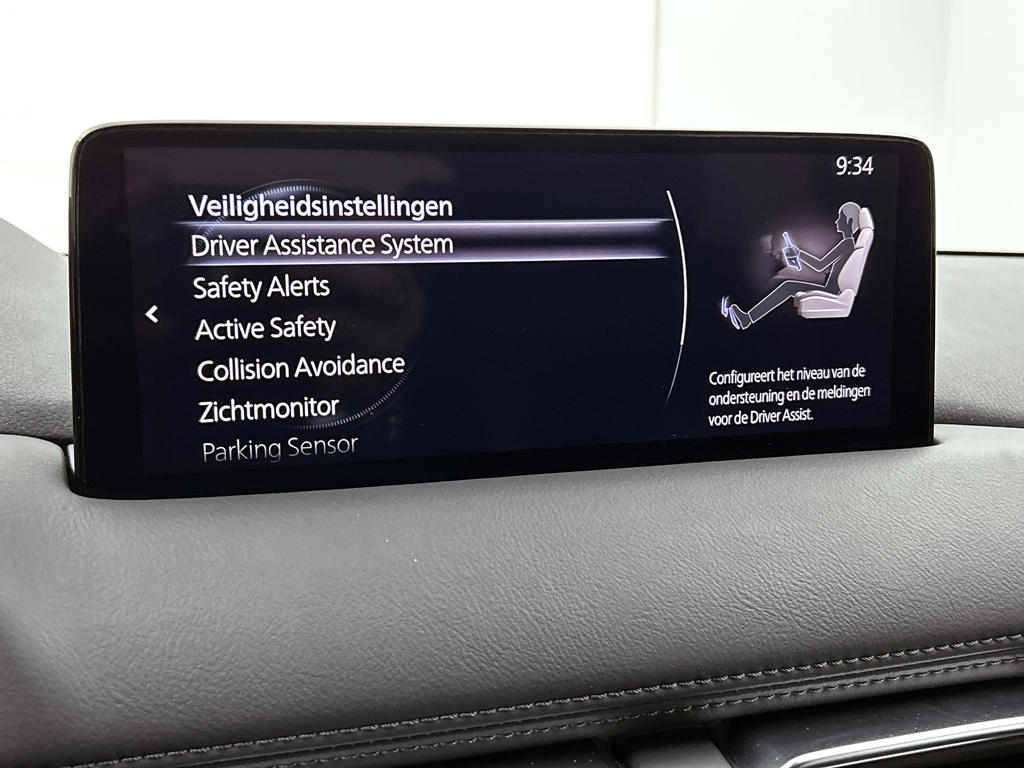 9:34
Veiligheidsinstellingen
Driver Assistance System
Safety Alerts
Active Safety
Collision Avoidance
Zichtmonitor
Parking Sensor
Configureert het niveau van de
ondersteuning en de meldingen
voor de Driver Assist.